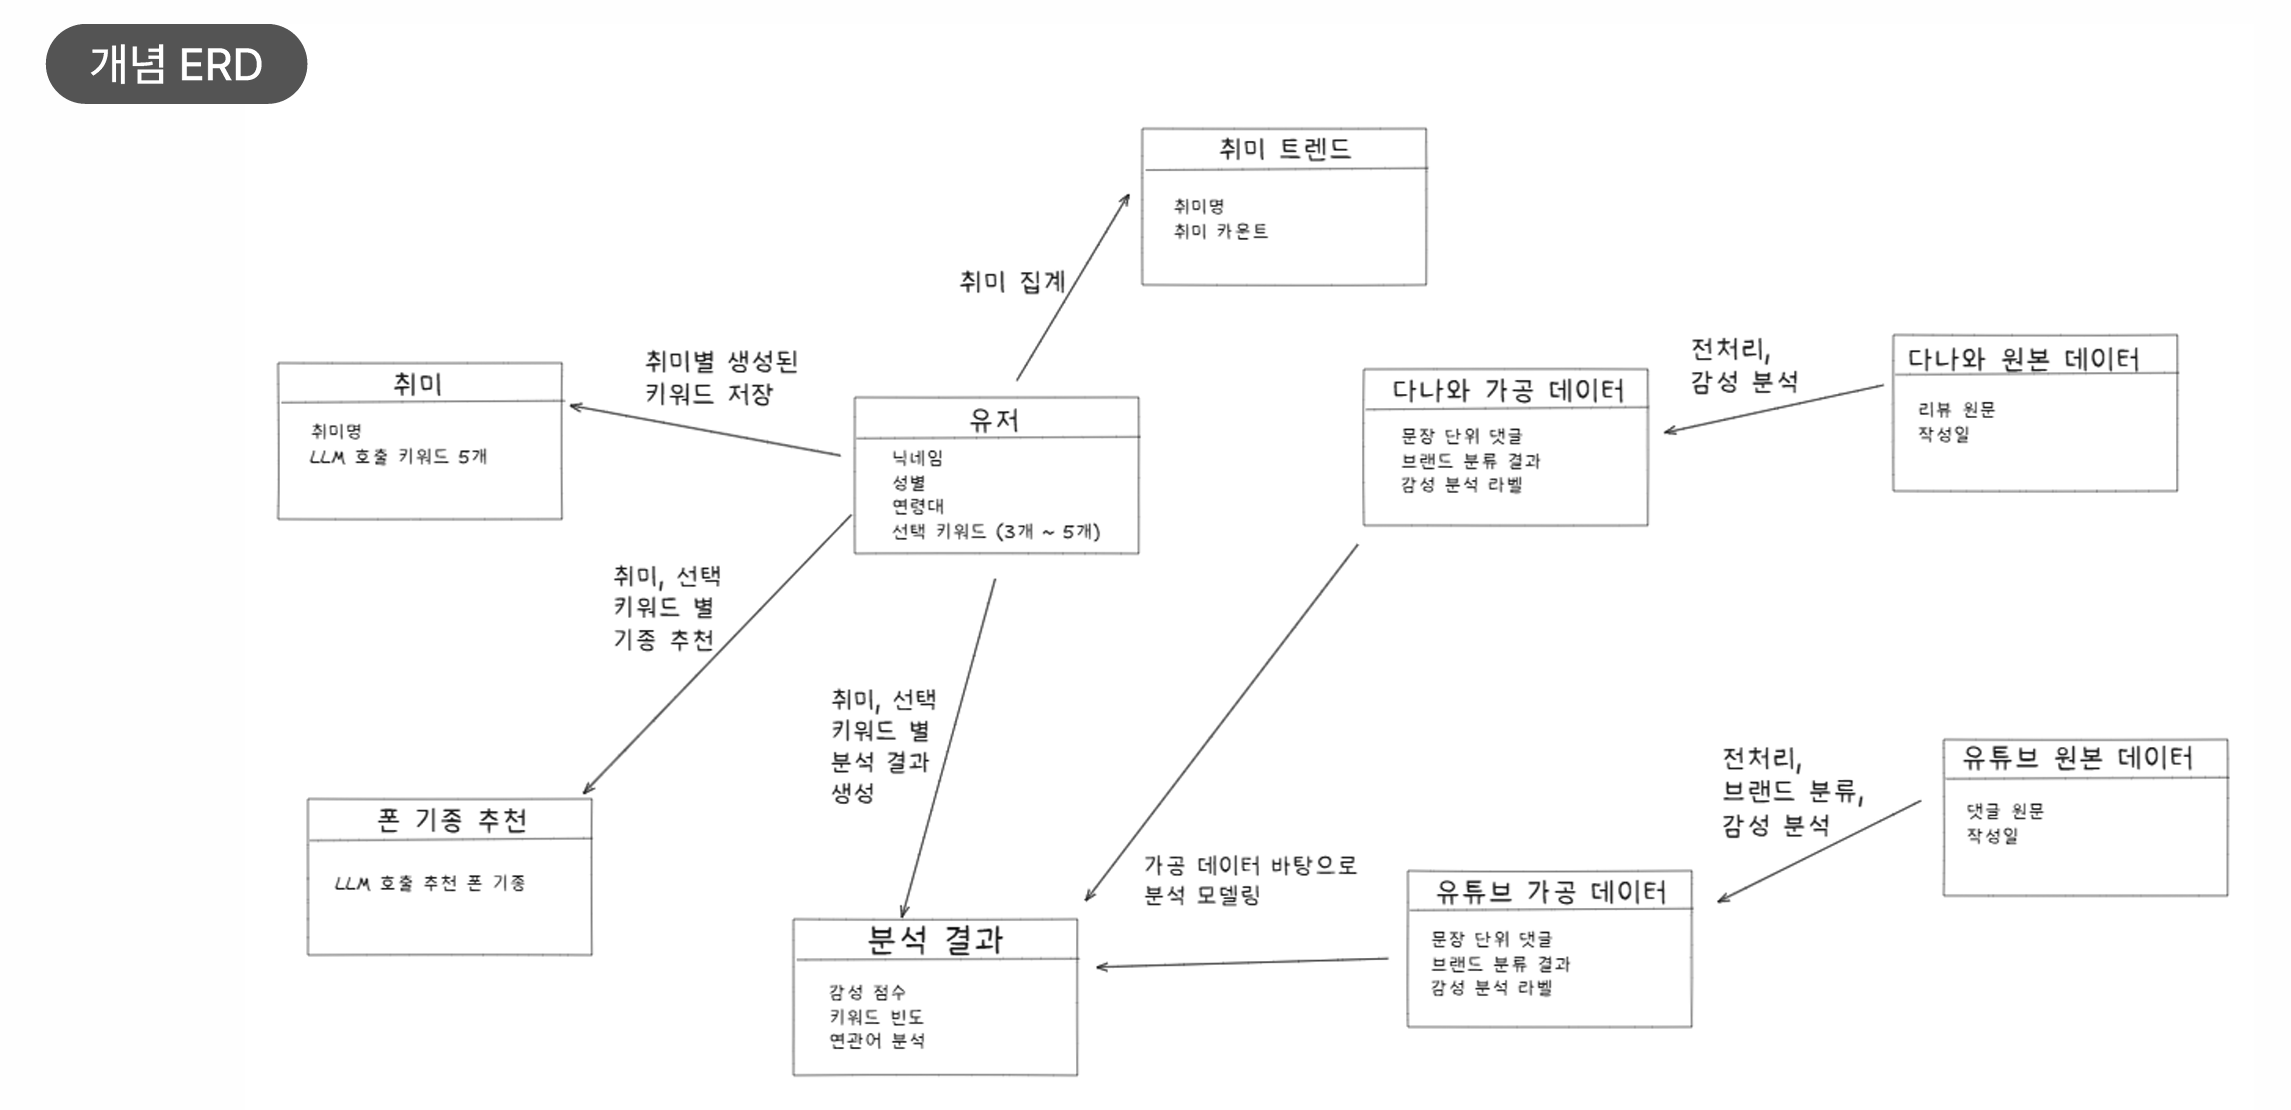 개념 ERD
취미 트렌드
취미명
취미 카운트
취미 집계
취미별 생성된
키워드 저장
취미
취미명
LLM 호출 키워드 5개
유저
닉네임
성별
연령대
선택 키워드 (3개 ~ 5개)
다나와 가공 데이터
문장 단위 댓글
브랜드 분류 결과
감성 분석 라벨
전처리,
감성 분석
다나와 원본 데이터
리뷰 원문
작성일
취미, 선택
키워드 별
기종 추천
취미, 선택
키워드 별
분석 결과
생성
폰 기종 추천
LLM 호출 추천 폰 기종
가공 데이터 바탕으로
분석 모델링
분석 결과
감성 점수
키워드 빈도
연관어 분석
유튜브 가공 데이터
문장 단위 댓글
브랜드 분류 결과
감성 분석 라벨
전처리,
브랜드 분류,
감성 분석
유튜브 원본 데이터
댓글 원문
작성일